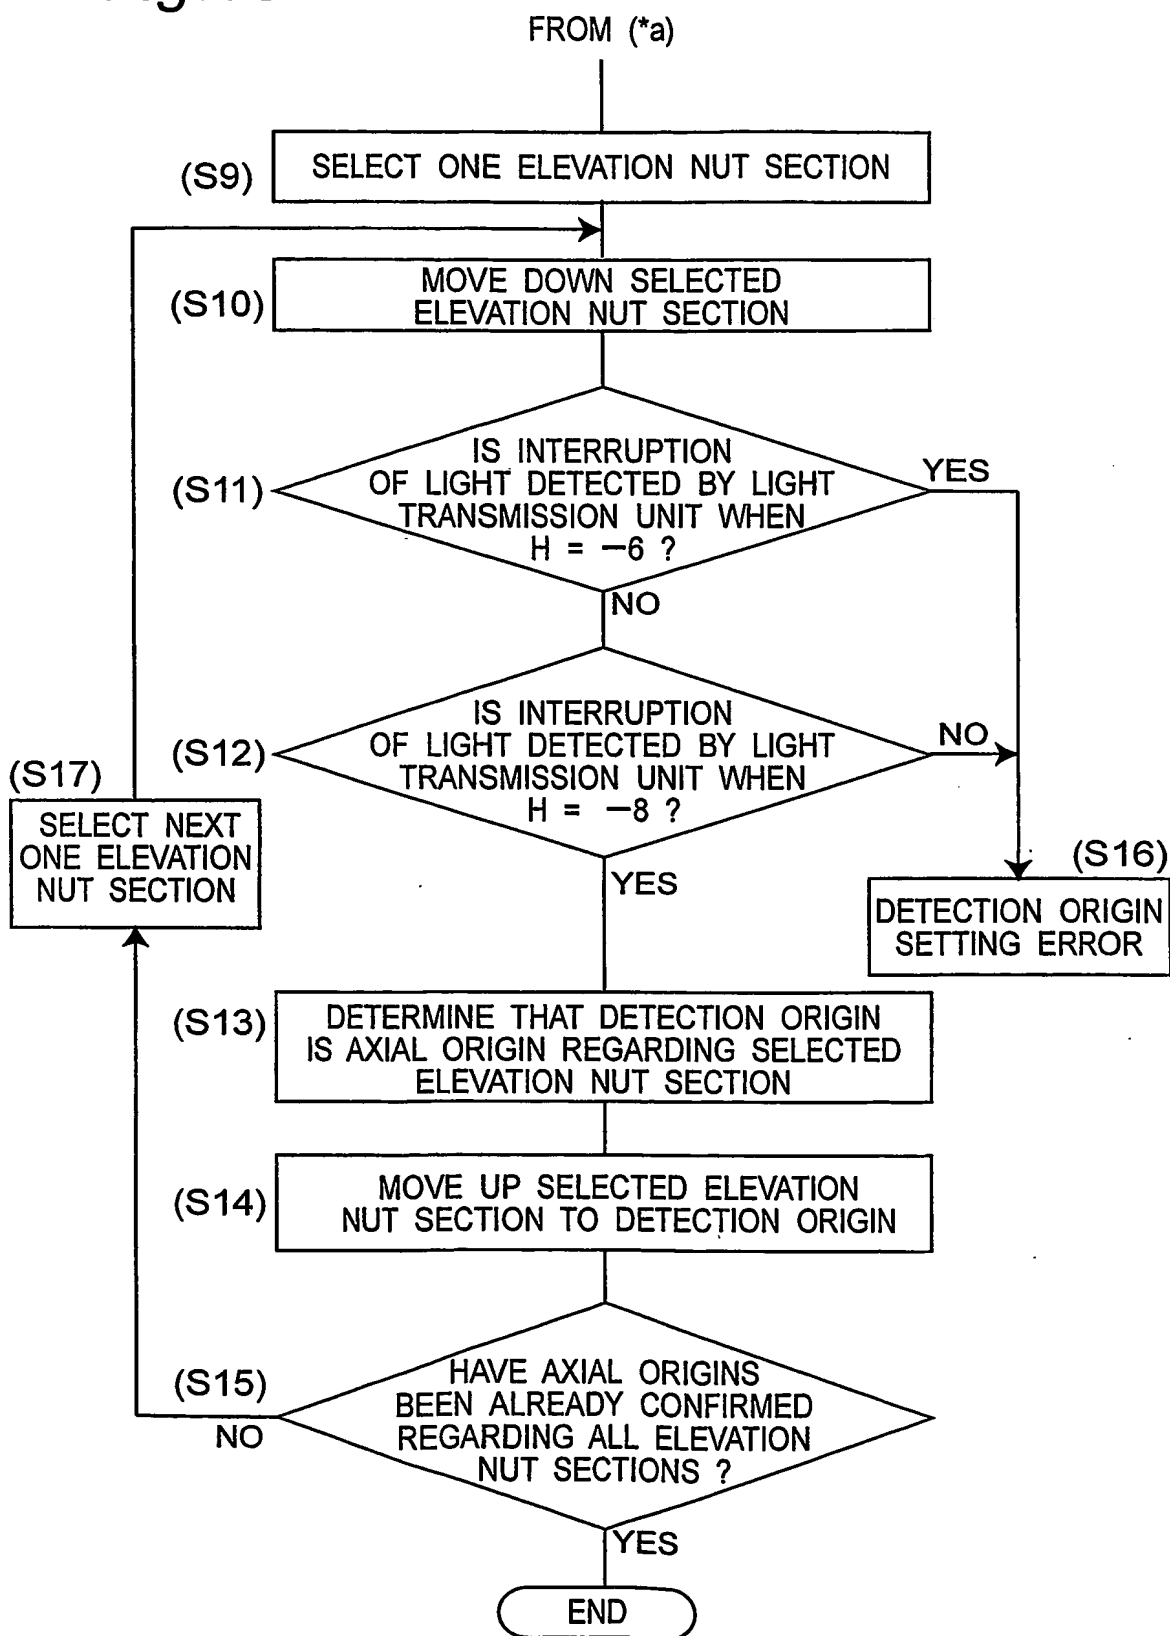 FROM (*a)
(S9)
SELECT ONE ELEVATION NUT SECTION
(S10)
MOVE DOWN SELECTED
ELEVATION NUT SECTION
(S11)
IS INTERRUPTION
OF LIGHT DETECTED BY LIGHT
TRANSMISSION UNIT WHEN
H = −6 ?
YES
NO
(S12)
IS INTERRUPTION
OF LIGHT DETECTED BY LIGHT
TRANSMISSION UNIT WHEN
H = −8 ?
NO
YES
(S17)
SELECT NEXT
ONE ELEVATION
NUT SECTION
(S16)
DETECTION ORIGIN
SETTING ERROR
(S13)
DETERMINE THAT DETECTION ORIGIN
IS AXIAL ORIGIN REGARDING SELECTED
ELEVATION NUT SECTION
(S14)
MOVE UP SELECTED ELEVATION
NUT SECTION TO DETECTION ORIGIN
(S15)
HAVE AXIAL ORIGINS
BEEN ALREADY CONFIRMED
REGARDING ALL ELEVATION
NUT SECTIONS ?
NO
YES
END